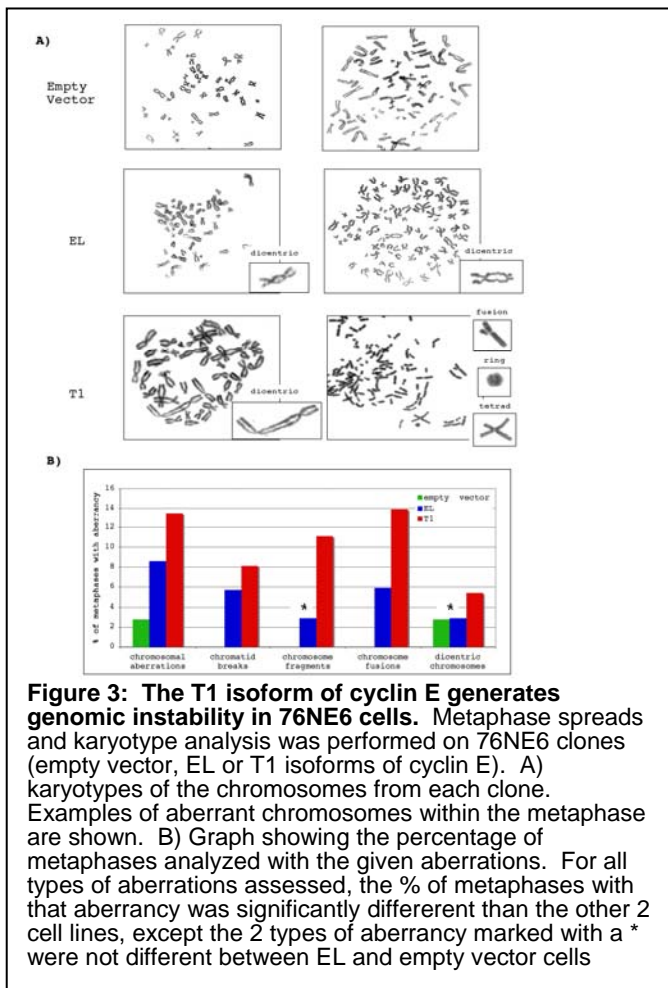 A)
Empty
Vector
EL
dicentric
dicentric
fusion
ring
tetrad
T1
dicentric
B)
% of metaphases with aberrancy
16
14
12
10
8
6
4
2
0
empty vector
EL
T1
*
*
chromosomal
aberrations
chromatid
breaks
chromosome
fragments
chromosome
fusions
dicentric
chromosomes
Figure 3: The T1 isoform of cyclin E generates
genomic instability in 76NE6 cells. Metaphase spreads
and karyotype analysis was performed on 76NE6 clones
(empty vector, EL or T1 isoforms of cyclin E). A)
karyotypes of the chromosomes from each clone.
Examples of aberrant chromosomes within the metaphase
are shown. B) Graph showing the percentage of
metaphases analyzed with the given aberrations. For all
types of aberrations assessed, the % of metaphases with
that aberrancy was significantly differerent than the other 2
cell lines, except the 2 types of aberrancy marked with a *
were not different between EL and empty vector cells